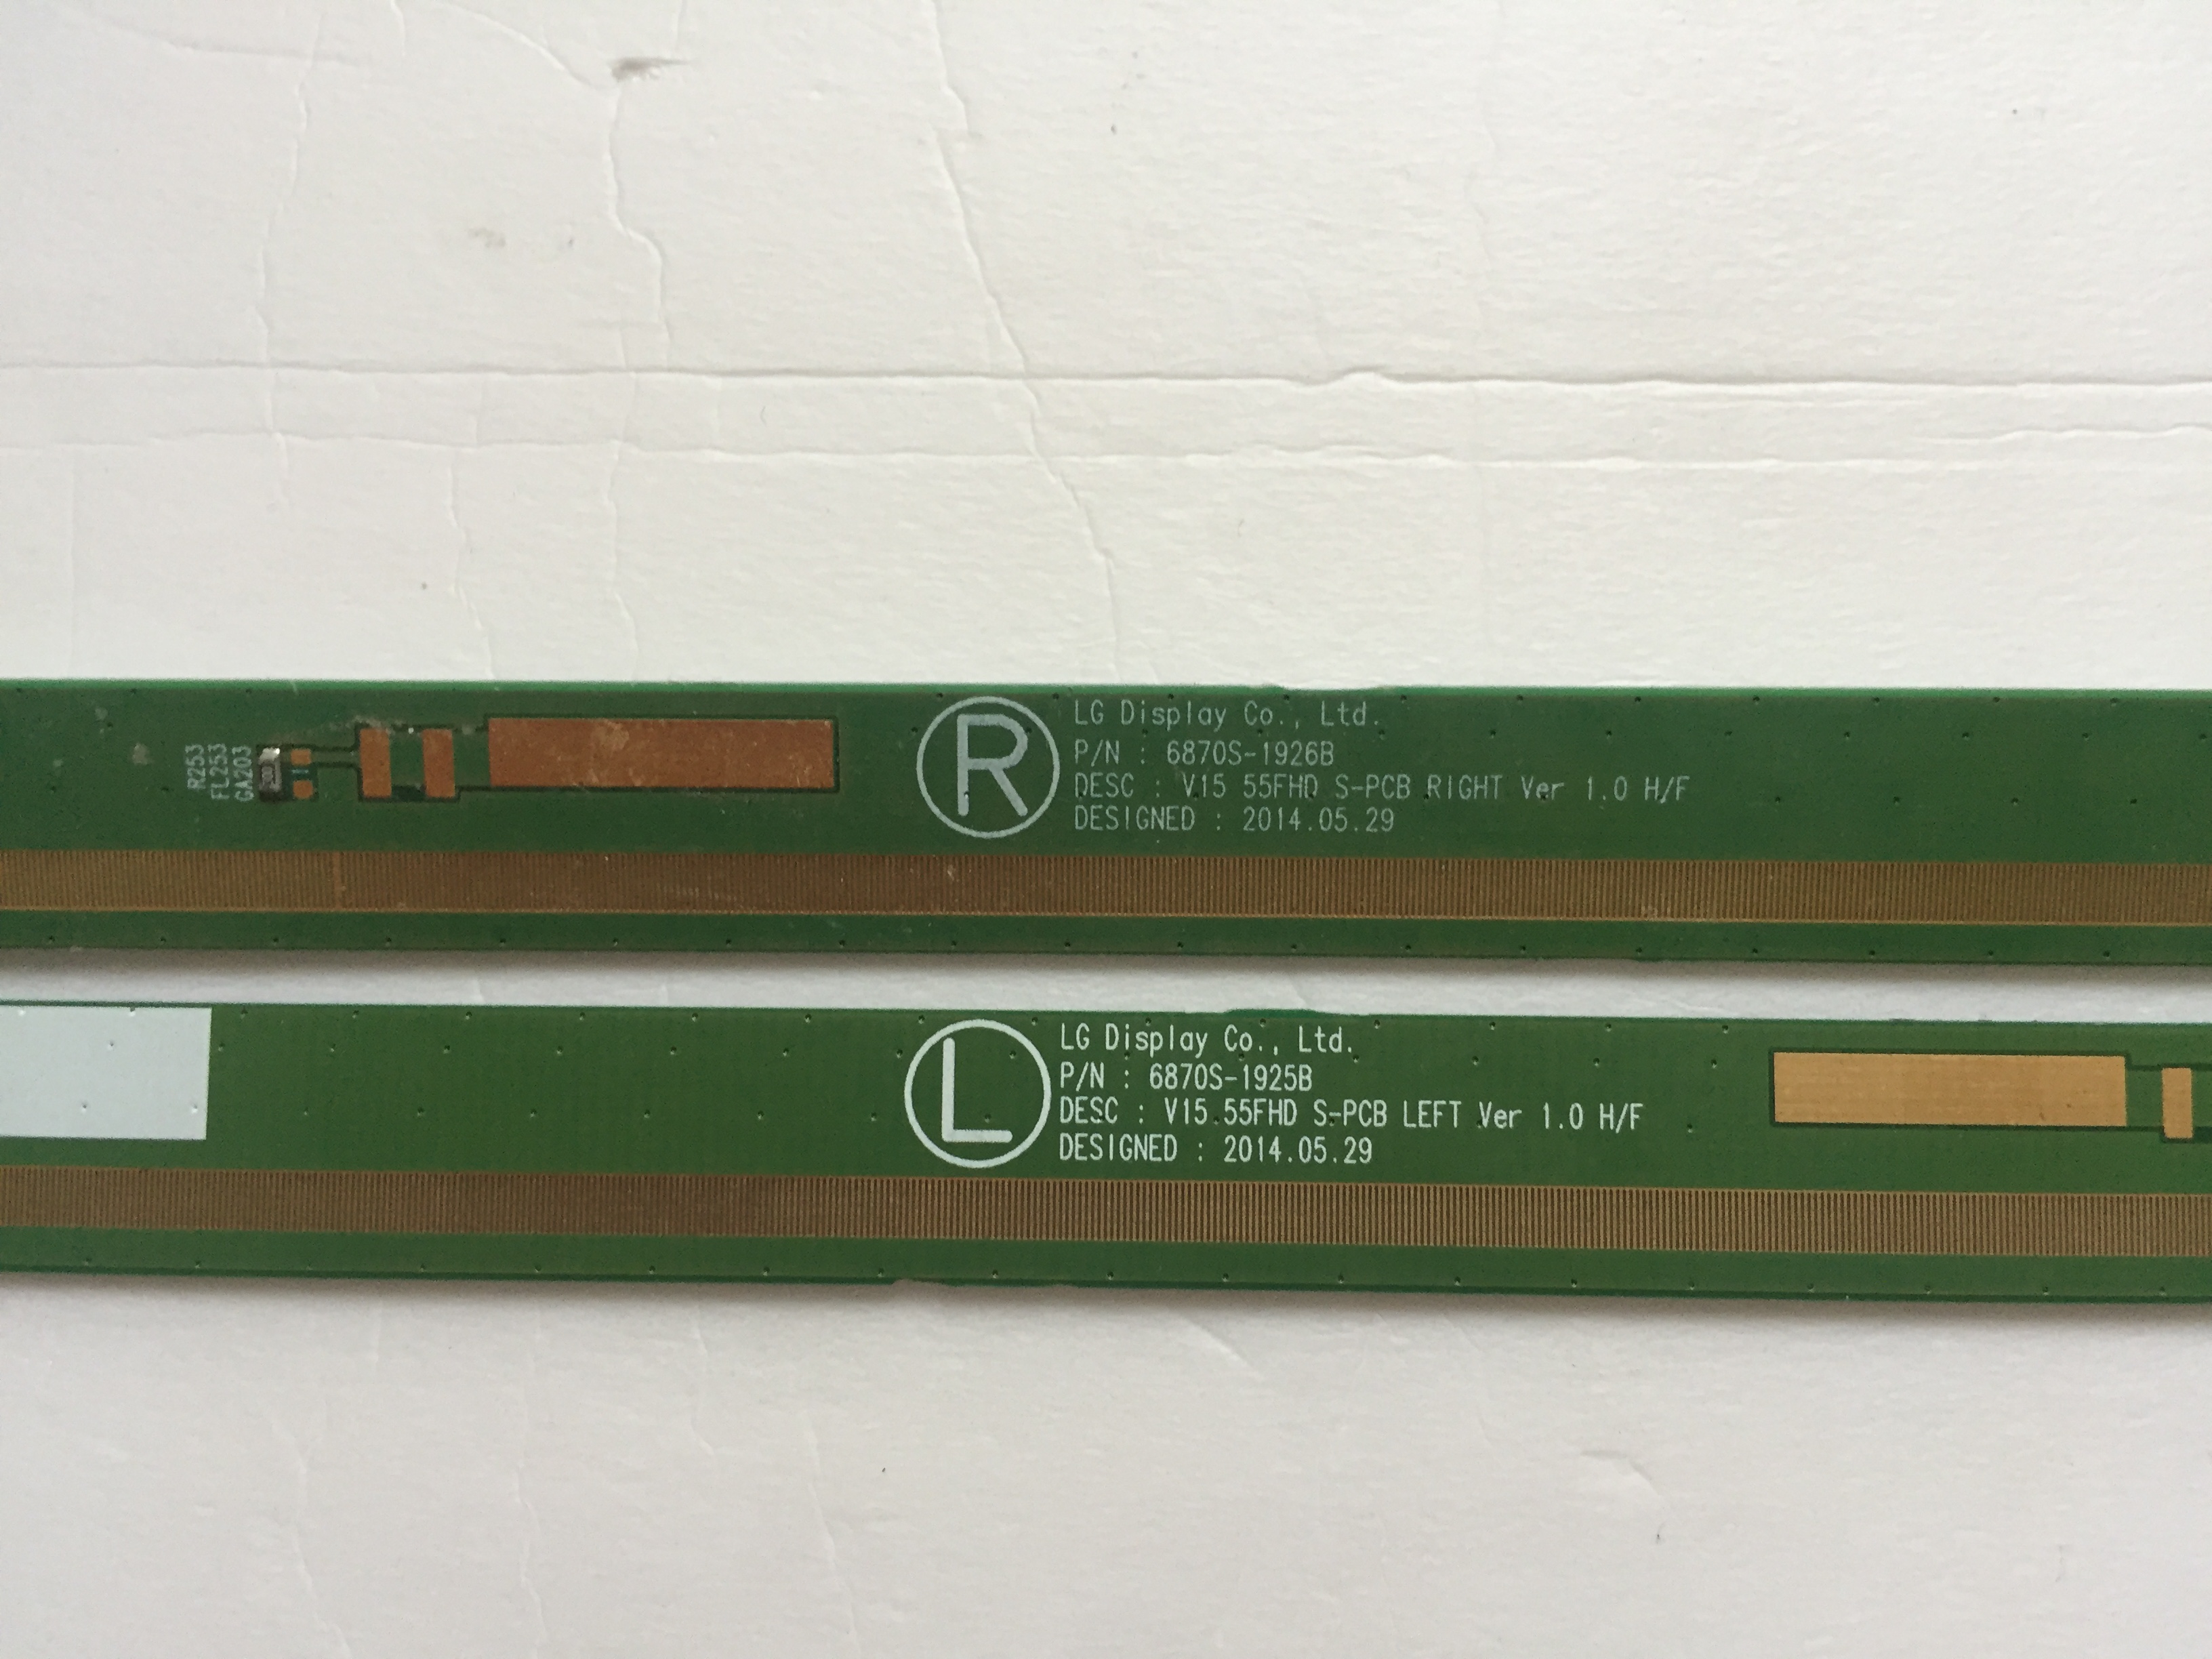 R253
FL253
GA203
R
LG Display Co., Ltd.
P/N : 6870S-1926B
DESC : V15 55FHD S-PCB RIGHT Ver 1.0 H/F
DESIGNED : 2014.05.29
L
LG Display Co., Ltd.
P/N : 6870S-1925B
DESC : V15 55FHD S-PCB LEFT Ver 1.0 H/F
DESIGNED : 2014.05.29